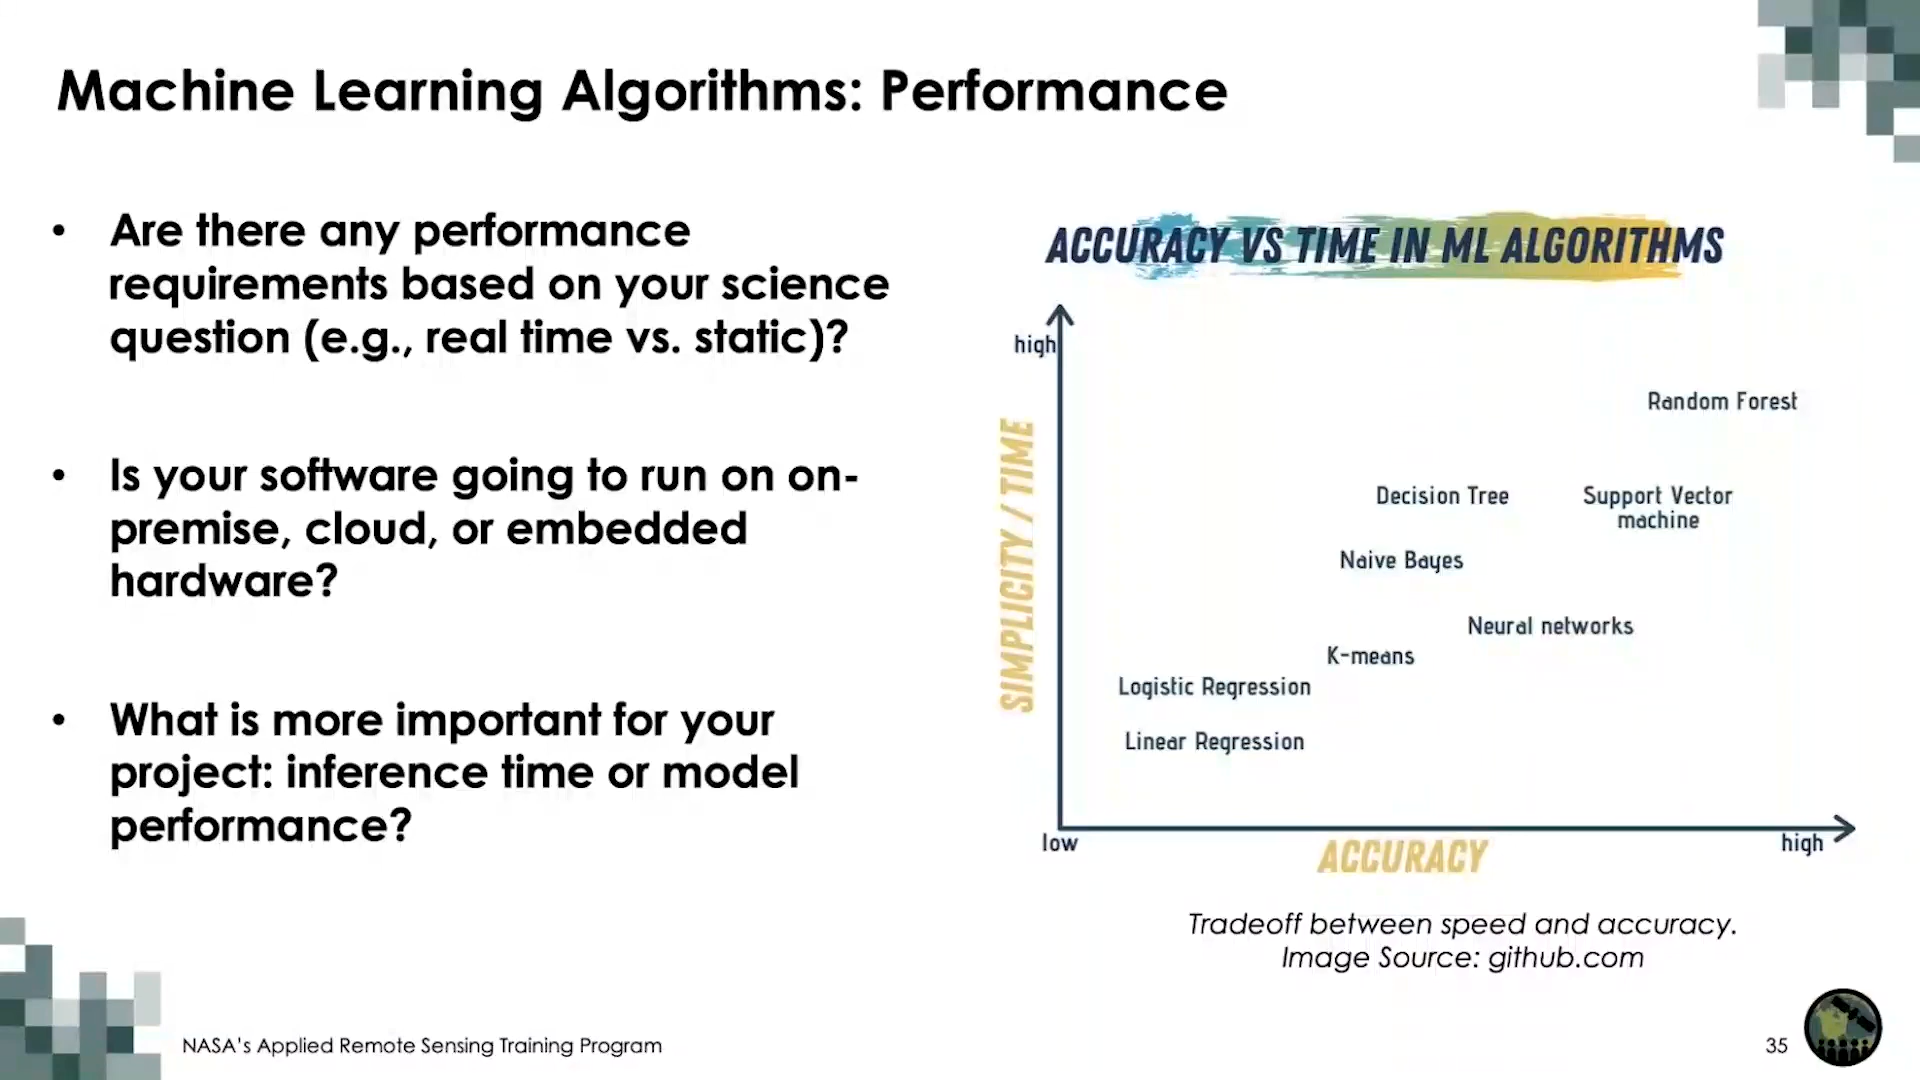 Machine Learning Algorithms: Performance
• Are there any performance
requirements based on your science
question (e.g., real time vs. static)?
• Is your software going to run on on-
premise, cloud, or embedded
hardware?
• What is more important for your
project: inference time or model
performance?
ACCURACY VS TIME IN ML ALGORITHMS
high
SIMPLICITY / TIME
Random Forest
Decision Tree
Support Vector
machine
Naive Bayes
Neural networks
K-means
Logistic Regression
Linear Regression
low
high
ACCURACY
Tradeoff between speed and accuracy.
Image Source: github.com
NASA's Applied Remote Sensing Training Program
35